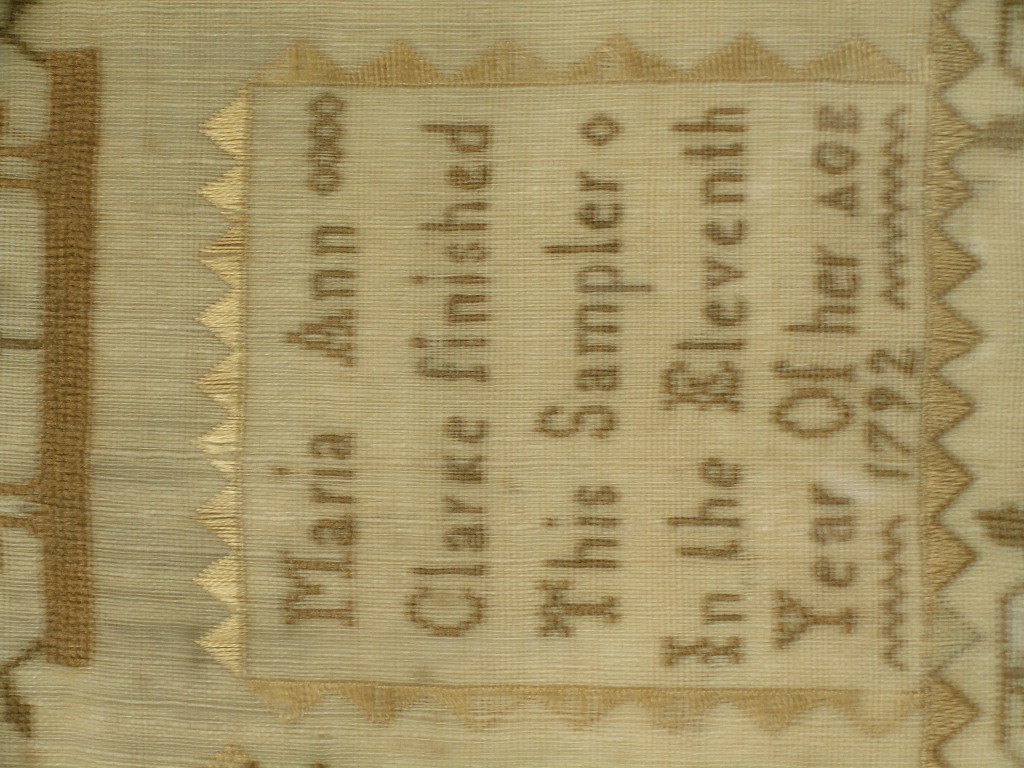 Maria Ann
Clarke finished
This Sampler
In the Eleventh
Year Of her AGE
1792